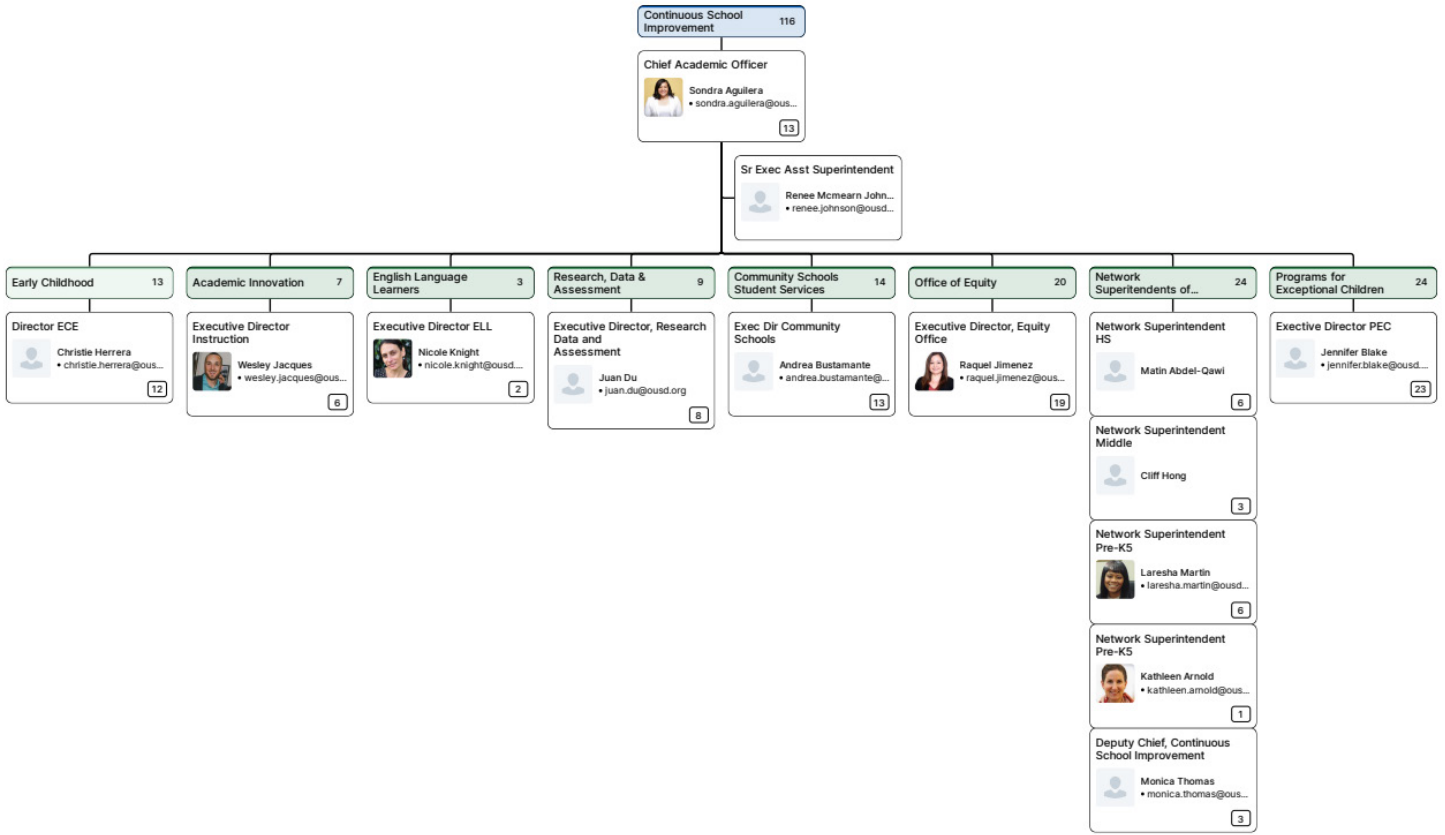 Continuous School
Improvement
116
Chief Academic Officer
Sondra Aguilera
• sondra.aguilera@ous...
13
Sr Exec Asst Superintendent
Renee Mcmearn John...
• renee.johnson@ousd...
Early Childhood
13
Director ECE
Christie Herrera
• christie.herrera@ous...
12
Academic Innovation
7
Executive Director
Instruction
Wesley Jacques
• wesley.jacques@ous...
6
English Language
Learners
3
Executive Director ELL
Nicole Knight
• nicole.knight@ousd....
2
Research, Data &
Assessment
9
Executive Director, Research
Data and
Assessment
Juan Du
• juan.du@ousd.org
8
Community Schools
Student Services
14
Exec Dir Community
Schools
Andrea Bustamante
• andrea.bustamante@...
13
Office of Equity
20
Executive Director, Equity
Office
Raquel Jimenez
• raquel.jimenez@ous...
19
Network
Superitendents of...
24
Network Superintendent
HS
Matin Abdel-Qawi
6
Network Superintendent
Middle
Cliff Hong
3
Network Superintendent
Pre-K5
Laresha Martin
• laresha.martin@ousd...
6
Network Superintendent
Pre-K5
Kathleen Arnold
• kathleen.arnold@ous...
1
Deputy Chief, Continuous
School Improvement
Monica Thomas
• monica.thomas@ous...
3
Programs for
Exceptional Children
24
Exective Director PEC
Jennifer Blake
• jennifer.blake@ousd....
23